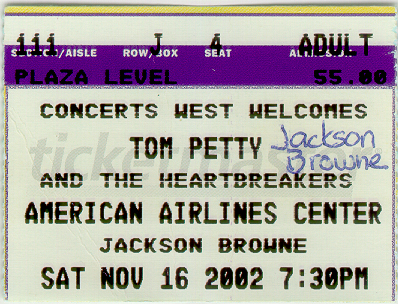 111 J 4 ADULT
SECTION/AISLE ROW/BOX SEAT ADMISSION
PLAZA LEVEL 55.00
CONCERTS WEST WELCOMES
TOM PETTY Jackson Browne
AND THE HEARTBREAKERS
ticketmaster
AMERICAN AIRLINES CENTER
JACKSON BROWNE
SAT NOV 16 2002 7:30PM